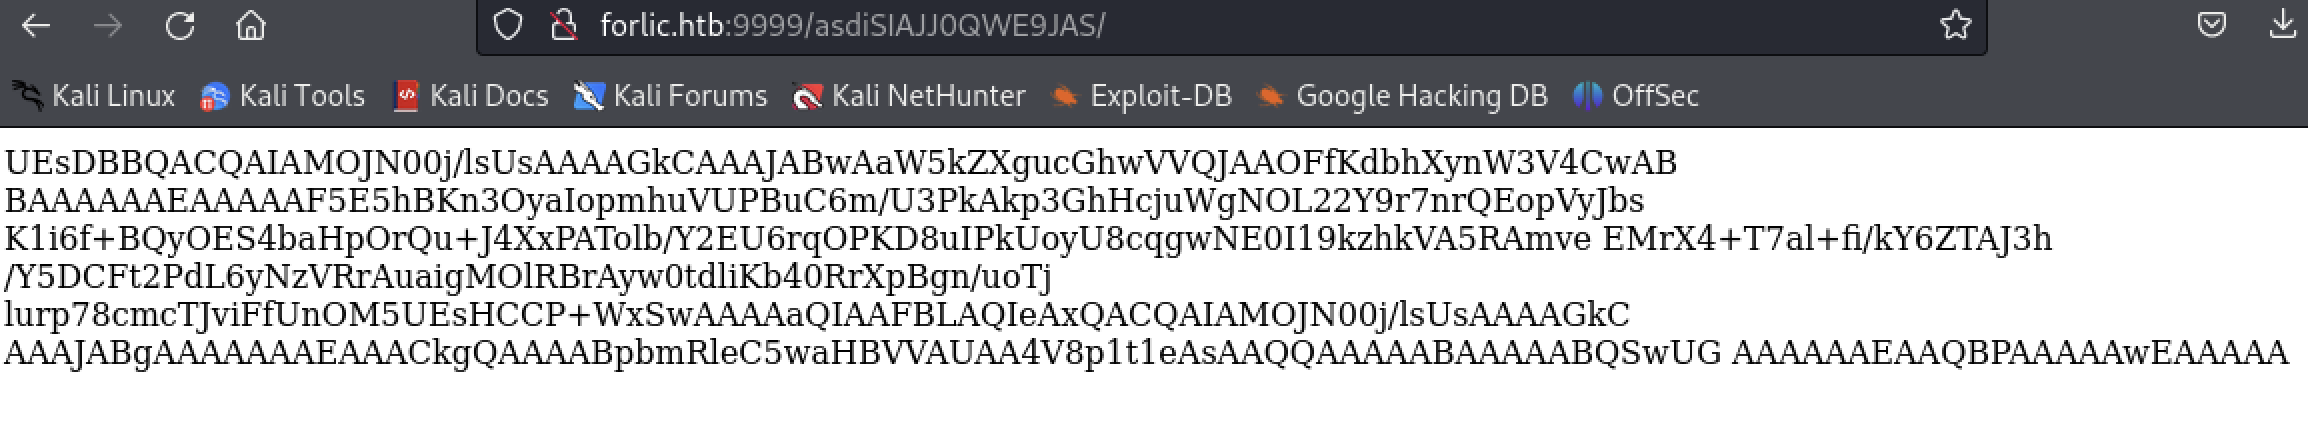 forlic.htb:9999/asdiSIAJJ0QWE9JAS/
Kali Linux Kali Tools Kali Docs Kali Forums Kali NetHunter Exploit-DB Google Hacking DB OffSec
UEsDBBQACQAIAMOJN00j/lsUsAAAAGkCAAAJABwAaW5kZXgucGhwVVQJAAOFfKdbhXynW3V4CwAB
BAAAAAAEAAAAAF5E5hBKn3OyaIopmhuVUPBuC6m/U3PkAkp3GhHcjuWgNOL22Y9r7nrQEopVyJbs
K1i6f+BQyOES4baHpOrQu+J4XxPATolb/Y2EU6rqOPKD8uIPkUoyU8cqgwNE0I19kzhkVA5RAmve EMrX4+T7al+fi/kY6ZTAJ3h
/Y5DCFt2PdL6yNzVRrAuaigMOlRBrAyw0tdliKb40RrXpBgn/uoTj
lurp78cmcTJviFfUnOM5UEsHCCP+WxSwAAAAaQIAAFBLAQIeAxQACQAIAMOJN00j/lsUsAAAAGkC
AAAJABgAAAAAAAEAAACkgQAAAABpbmRleC5waHBVVAUAA4V8p1t1eAsAAQQAAAAABAAAAABQSwUG AAAAAAEAAQBPAAAAAwEAAAAA